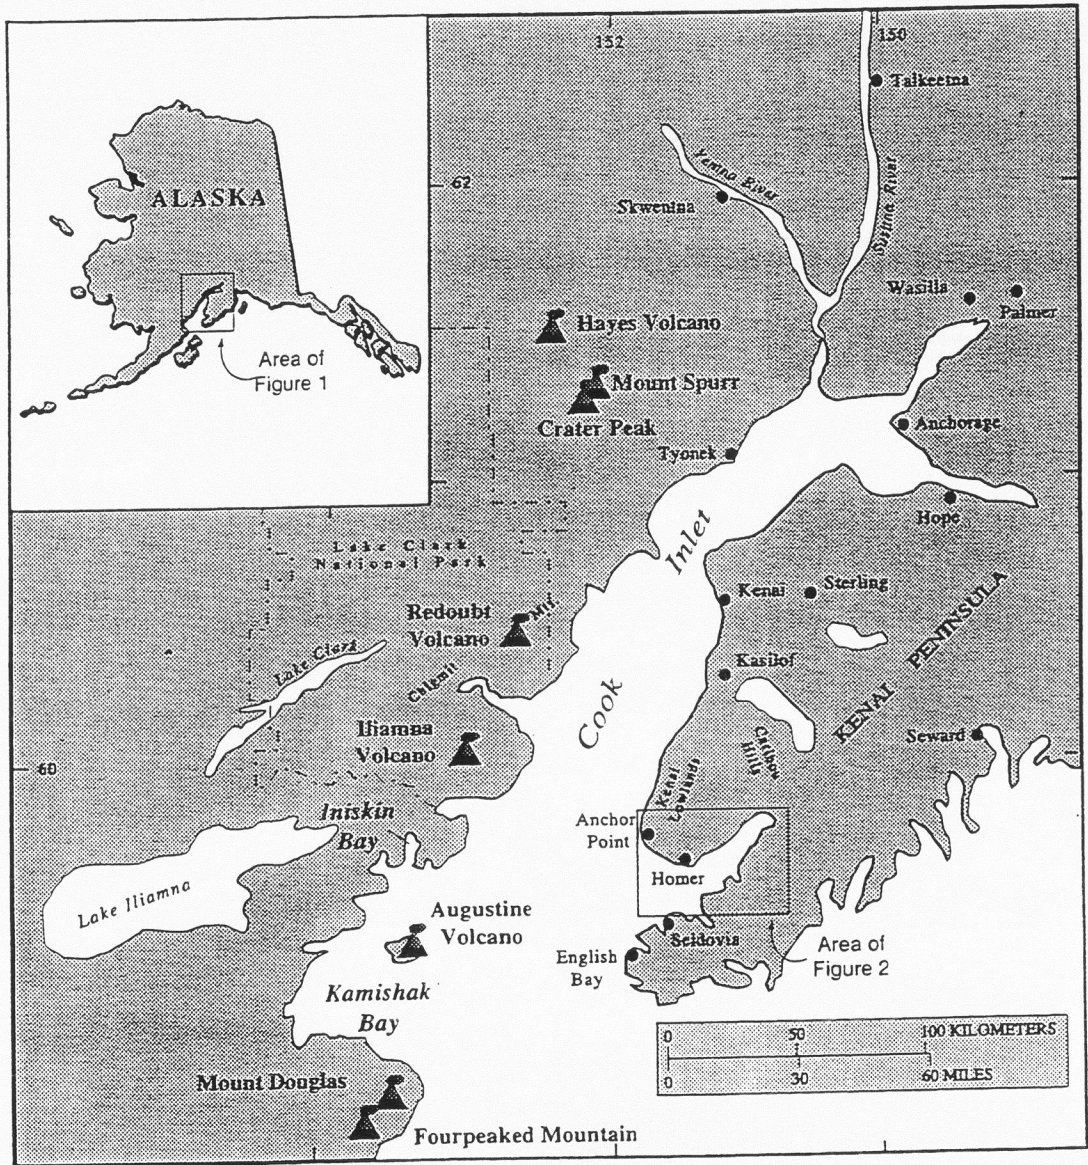 152
150
Talkeetna
ALASKA
62
Yentna River
Susitna River
Skwentna
Wasilla
Palmer
Hayes Volcano
Area of
Figure 1
Mount Spurr
Crater Peak
Anchorage
Tyonek
Hope
Cook Inlet
Lake Clark
National Park
Kenai
Sterling
Redoubt
Volcano
Mts.
KENAI PENINSULA
Lake Clark
Chigmit
Kasilof
Iliamna
Volcano
Caribou
Hills
Seward
60
Kenai
Lowlands
Iniskin
Bay
Anchor
Point
Homer
Lake Iliamna
Augustine
Volcano
Seldovia
English
Bay
Area of
Figure 2
Kamishak
Bay
0 50 100 KILOMETERS
0 30 60 MILES
Mount Douglas
Fourpeaked Mountain